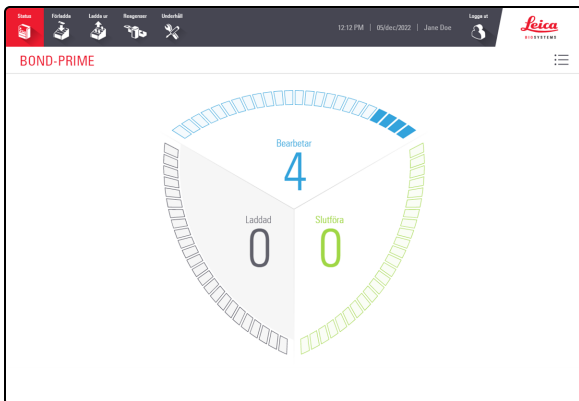 Status Förladda Ladda ur Reagenser Underhåll
12:12 PM | 05/dec/2022 | Jane Doe
Logga ut
Leica
BIOSYSTEMS
BOND-PRIME
Bearbetar
4
Laddad Slutföra
0 0